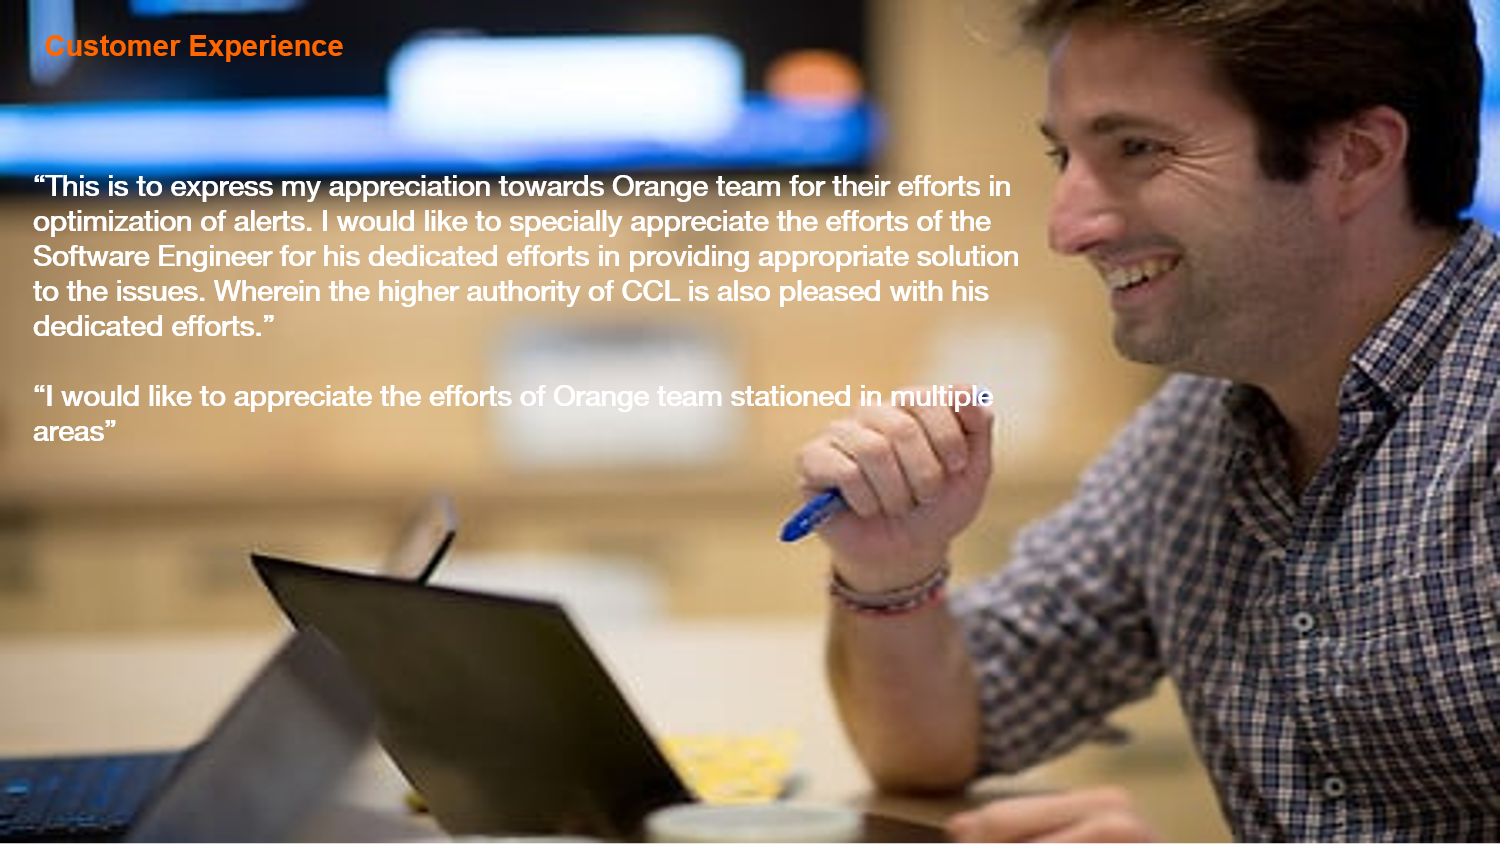 Customer Experience
“This is to express my appreciation towards Orange team for their efforts in
optimization of alerts. I would like to specially appreciate the efforts of the
Software Engineer for his dedicated efforts in providing appropriate solution
to the issues. Wherein the higher authority of CCL is also pleased with his
dedicated efforts.”
“I would like to appreciate the efforts of Orange team stationed in multiple
areas”